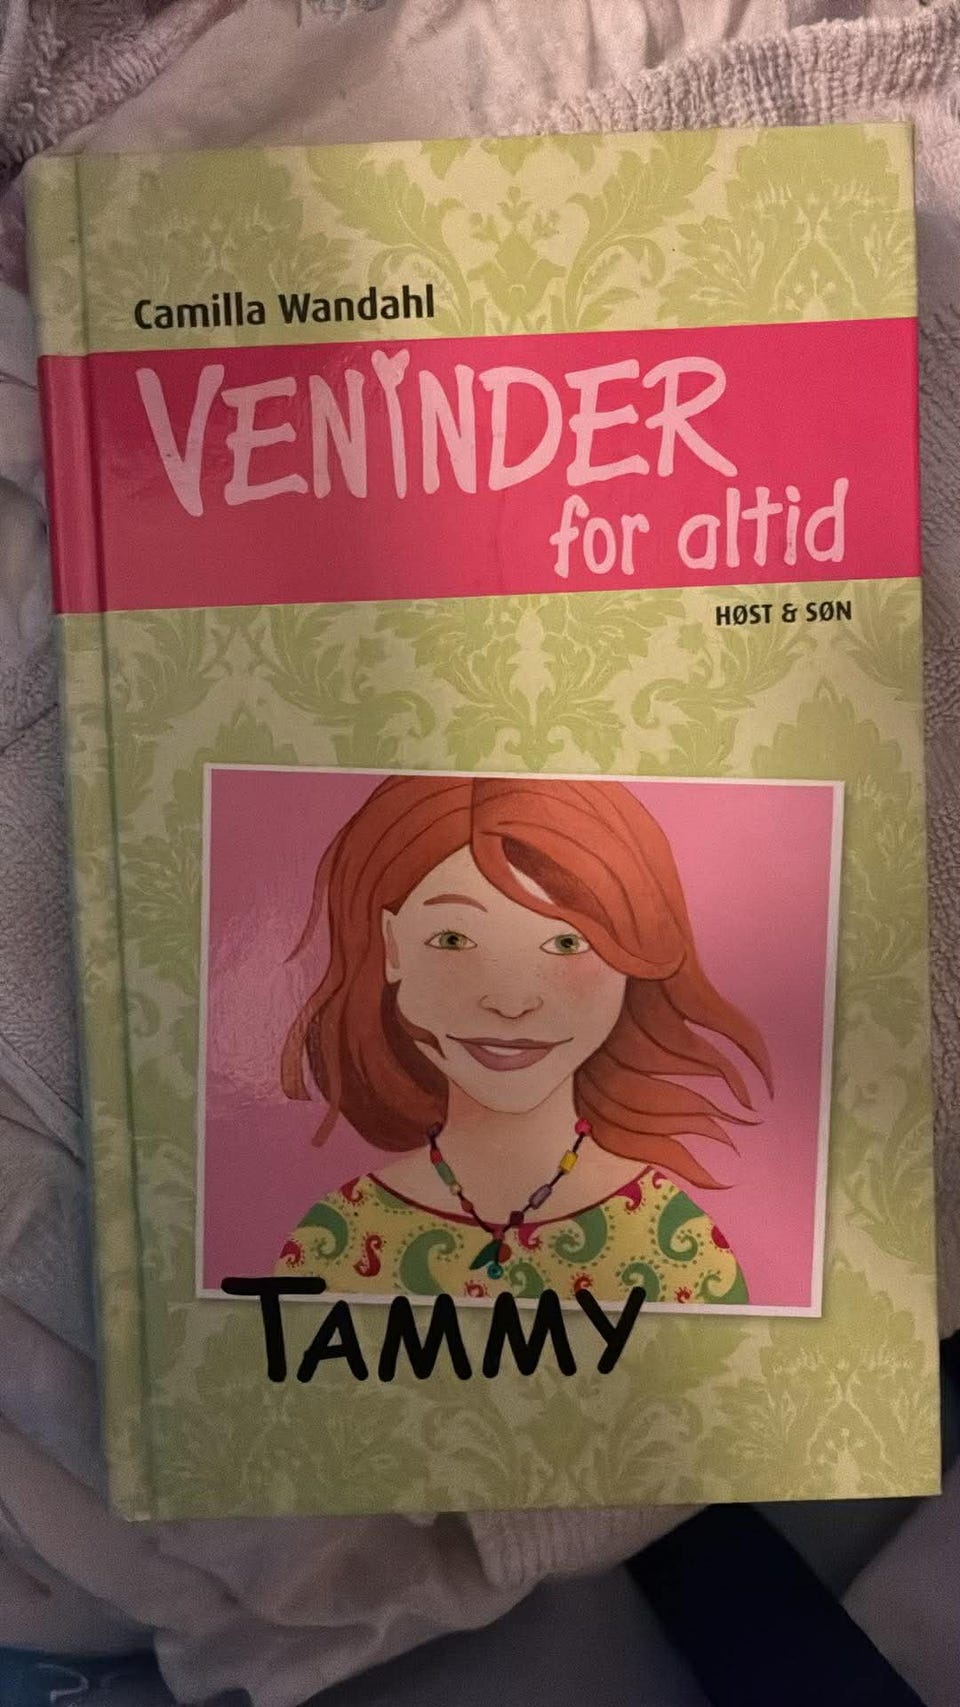 Camilla Wandahl
VENINDER
for altid
HØST & SØN
TAMMY